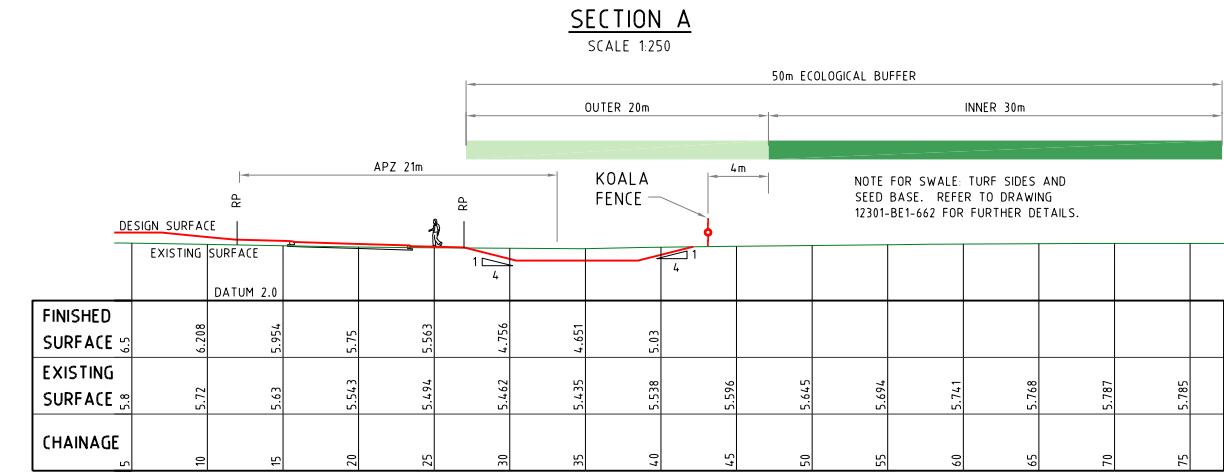 SECTION A
SCALE 1:250
50m ECOLOGICAL BUFFER
OUTER 20m
INNER 30m
APZ 21m
4m
KOALA
FENCE
NOTE FOR SWALE: TURF SIDES AND
SEED BASE. REFER TO DRAWING
12301-BE1-662 FOR FURTHER DETAILS.
RP
RP
DESIGN SURFACE
EXISTING SURFACE
1
4
1
4
DATUM 2.0
FINISHED
SURFACE
6.5 6.208 5.954 5.75 5.563 4.756 4.651 5.03
EXISTING
SURFACE
5.8 5.72 5.63 5.543 5.494 5.462 5.435 5.538 5.596 5.645 5.694 5.741 5.768 5.787 5.785
CHAINAGE
5 10 15 20 25 30 35 40 45 50 55 60 65 70 75